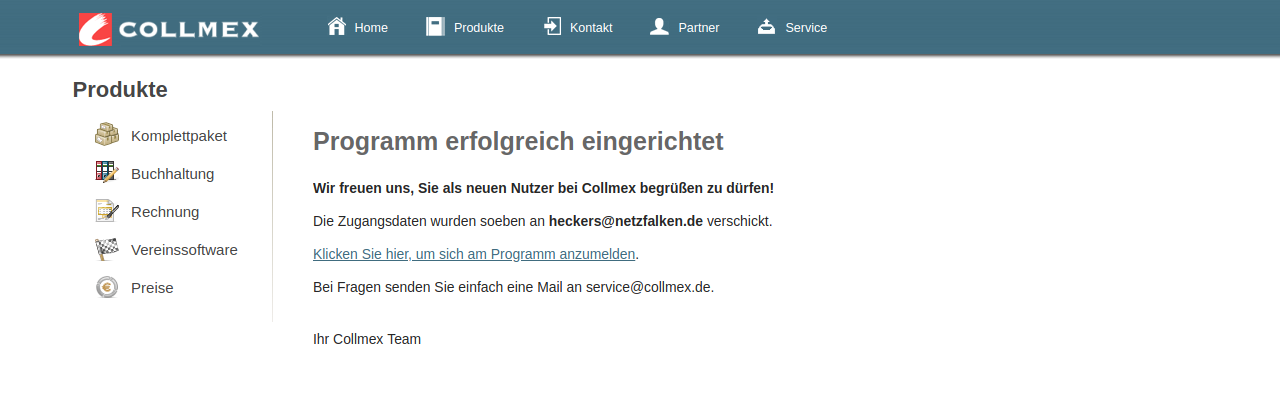 COLLMEX
Home
Produkte
Kontakt
Partner
Service
Produkte
Komplettpaket
Buchhaltung
Rechnung
Vereinssoftware
Preise
Programm erfolgreich eingerichtet
Wir freuen uns, Sie als neuen Nutzer bei Collmex begrüßen zu dürfen!
Die Zugangsdaten wurden soeben an heckers@netzfalken.de verschickt.
Klicken Sie hier, um sich am Programm anzumelden.
Bei Fragen senden Sie einfach eine Mail an service@collmex.de.
Ihr Collmex Team